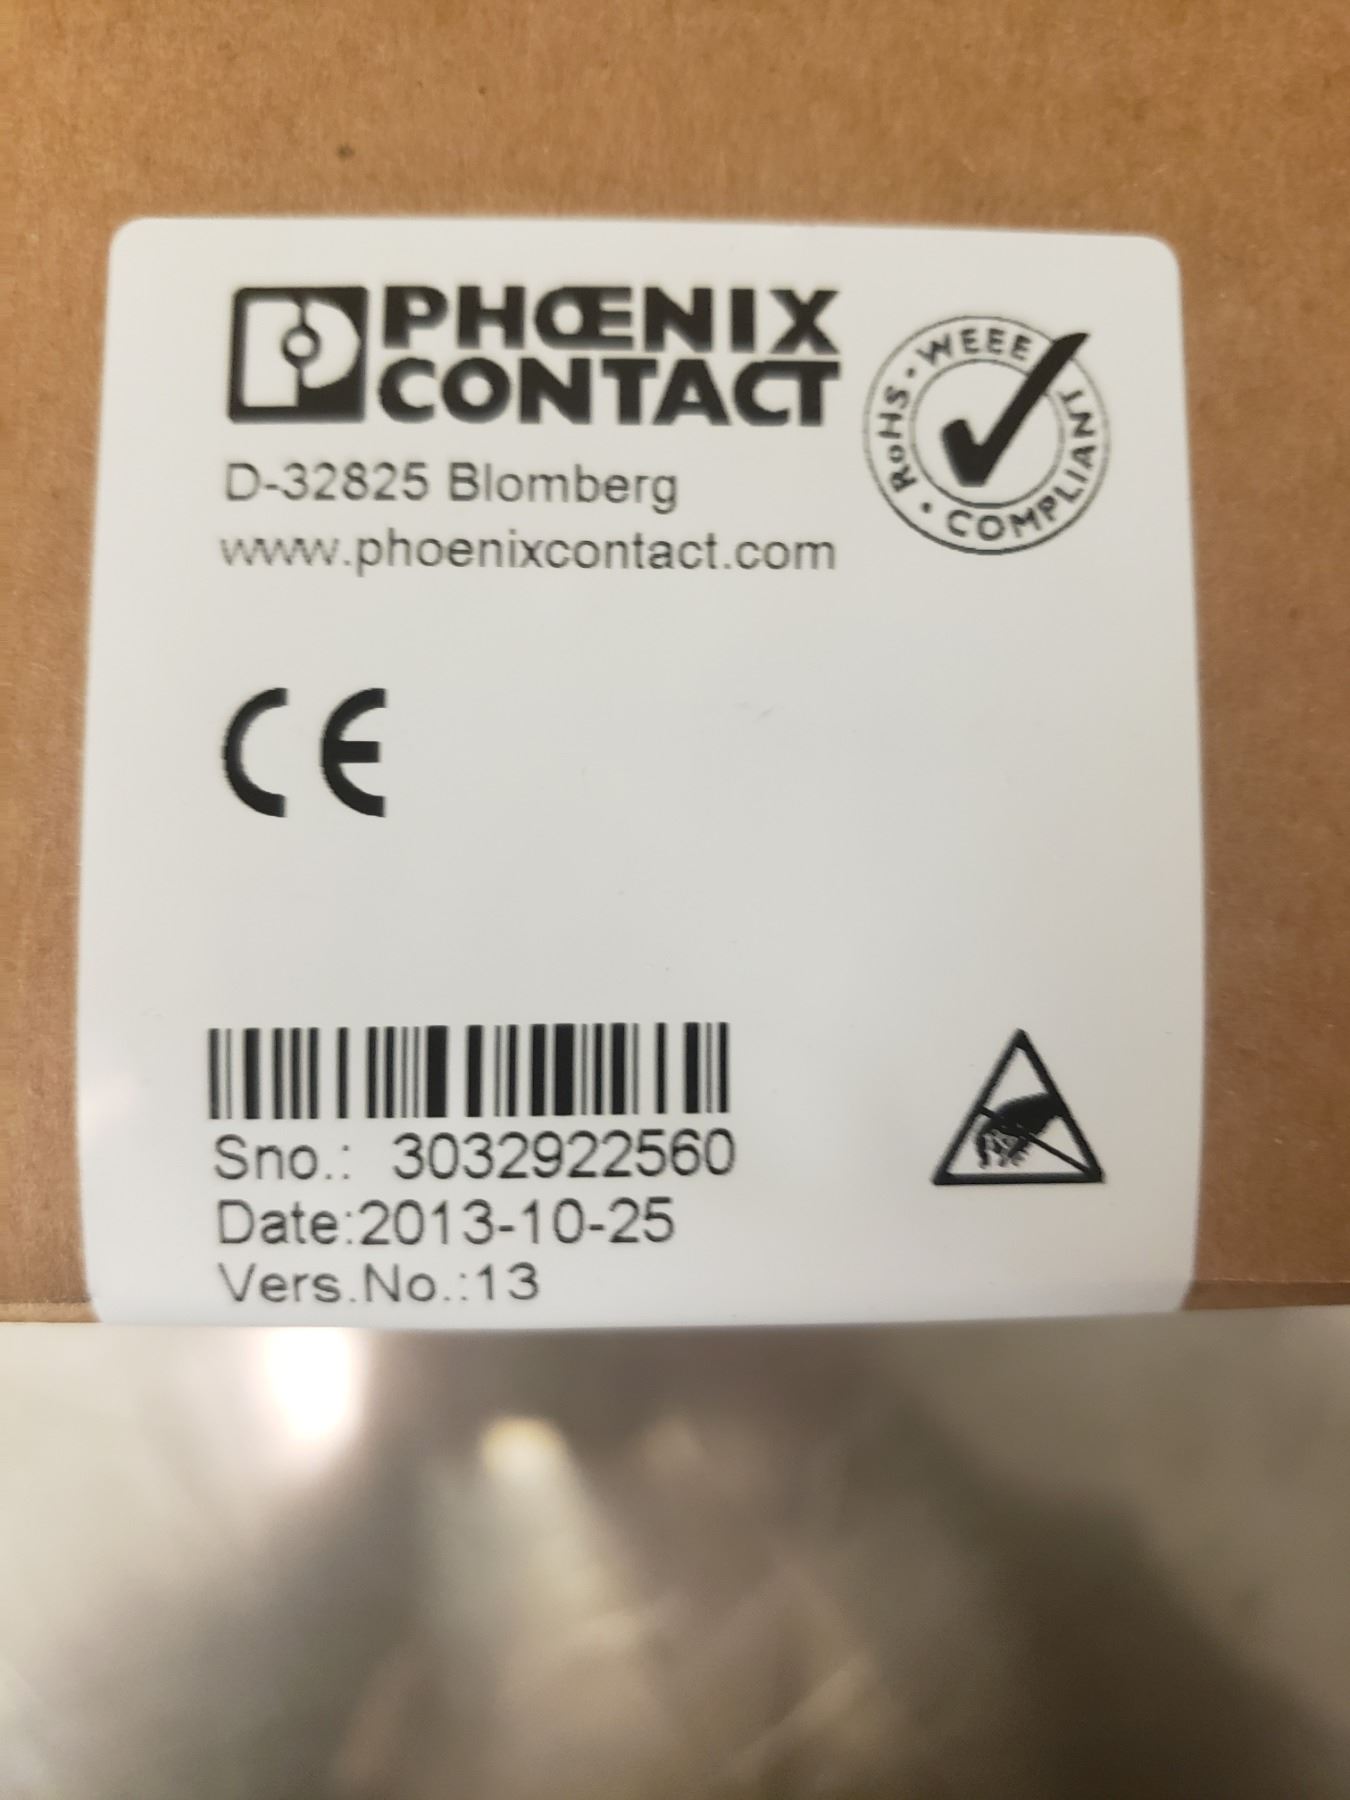 PHŒNIX
CONTACT
D-32825 Blomberg
www.phoenixcontact.com
RoHS • WEEE COMPLIANT •
CE
Sno.: 3032922560
Date:2013-10-25
Vers.No.:13